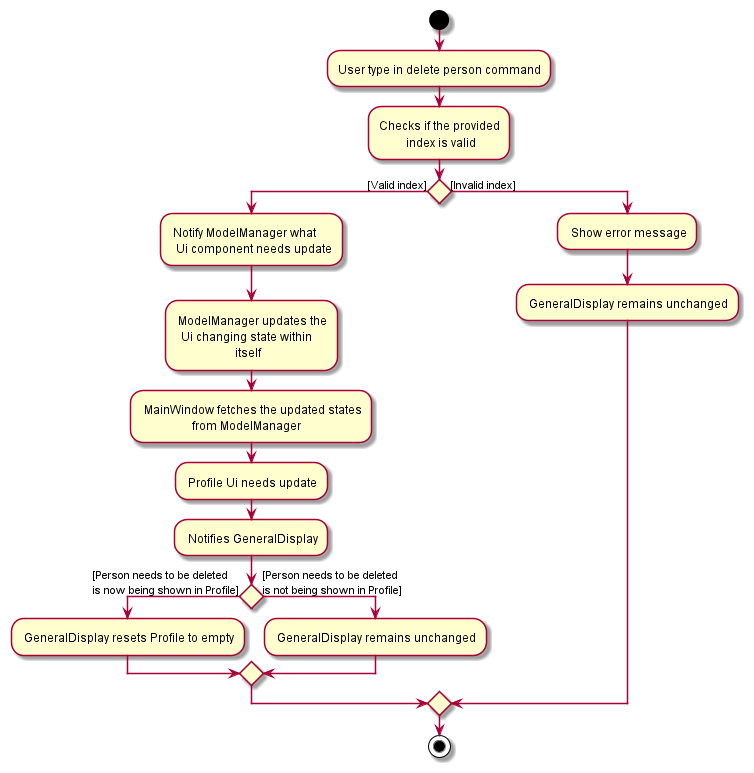 User type in delete person command
Checks if the provided
index is valid
[Valid index]
[Invalid index]
Notify ModelManager what
Ui component needs update
ModelManager updates the
Ui changing state within
itself
MainWindow fetches the updated states
from ModelManager
Profile Ui needs update
Notifies GeneralDisplay
[Person needs to be deleted
is now being shown in Profile]
[Person needs to be deleted
is not being shown in Profile]
GeneralDisplay resets Profile to empty
GeneralDisplay remains unchanged
Show error message
GeneralDisplay remains unchanged